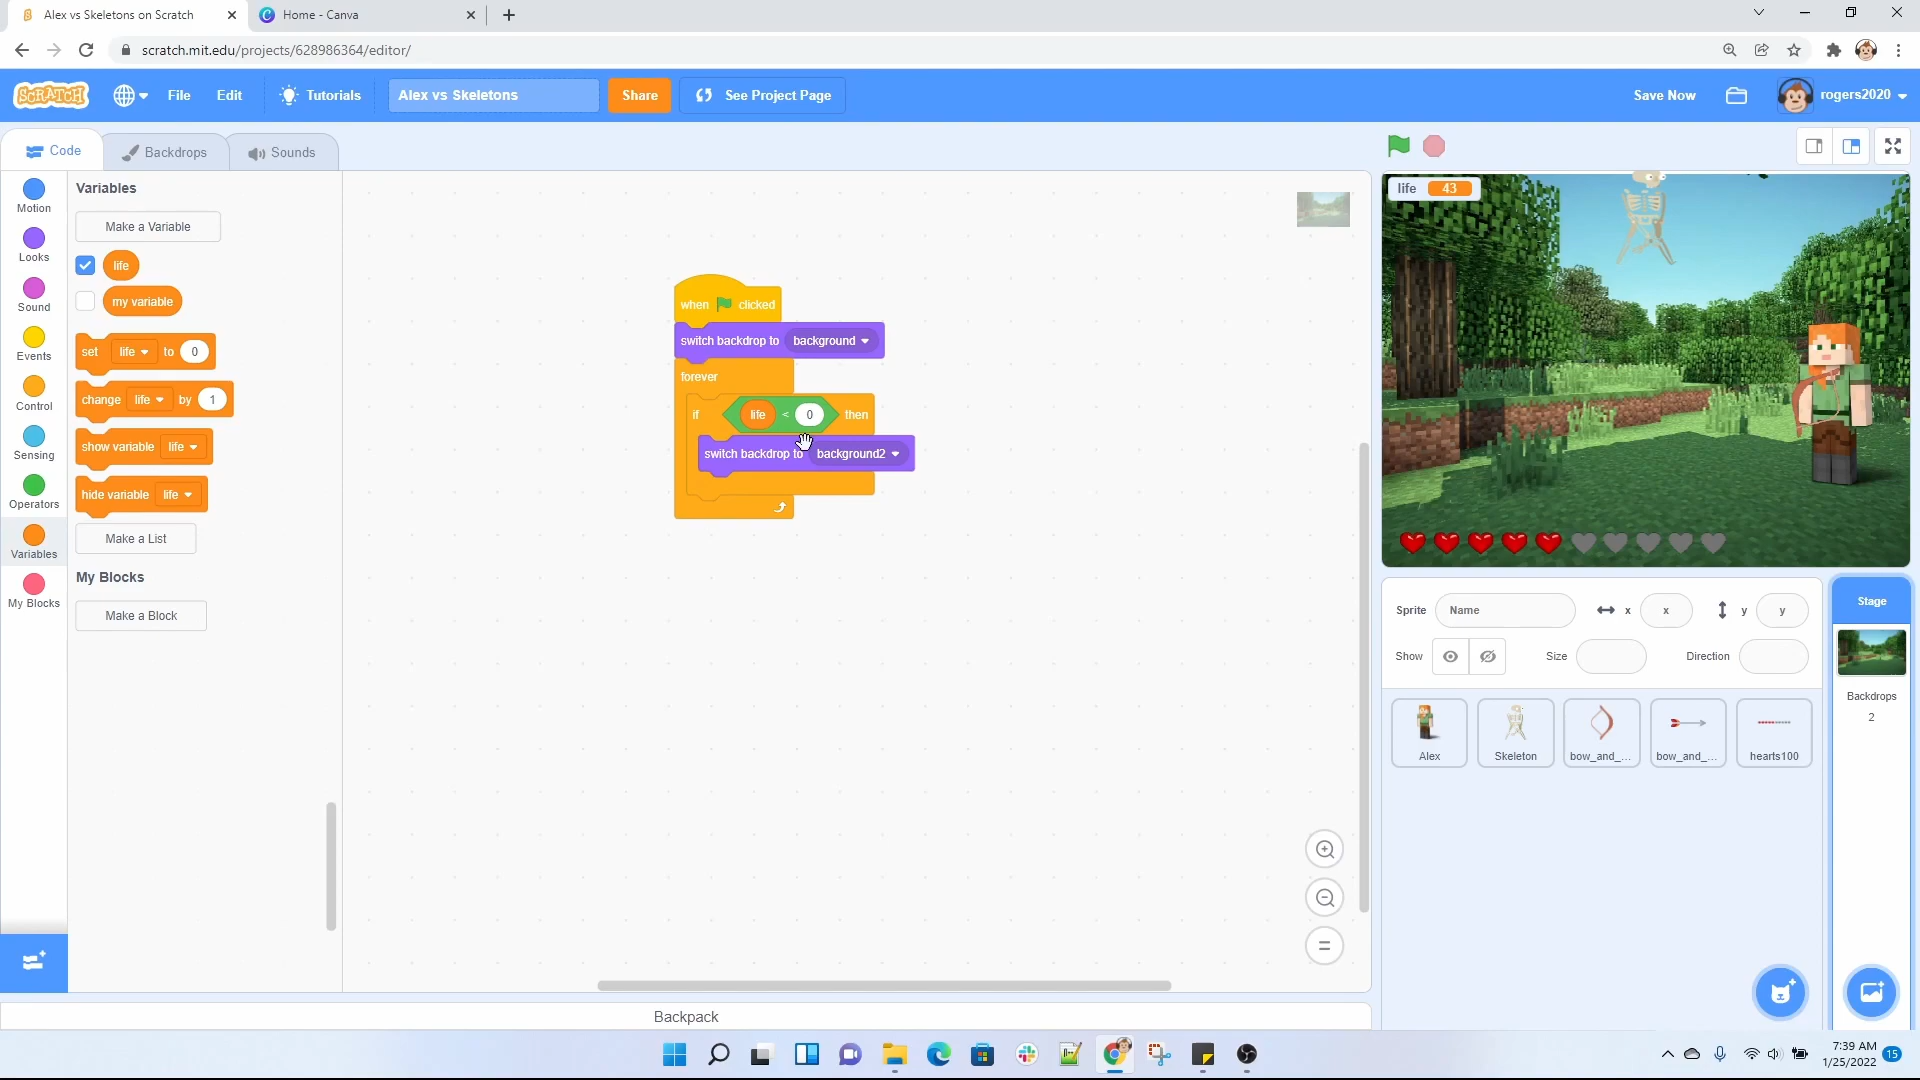 Alex vs Skeletons on Scratch
Home - Canva
scratch.mit.edu/projects/628986364/editor/
SCRATCH
File
Edit
Tutorials
Alex vs Skeletons
Share
See Project Page
Save Now
rogers2020
Code
Backdrops
Sounds
Motion
Looks
Sound
Events
Control
Sensing
Operators
Variables
My Blocks
Variables
Make a Variable
life
my variable
set life to 0
change life by 1
show variable life
hide variable life
Make a List
My Blocks
Make a Block
when clicked
switch backdrop to background
forever
if life < 0 then
switch backdrop to background2
life 43
Sprite Name x x y y
Show Size Direction
Alex
Skeleton
bow_and_...
bow_and_...
hearts100
Stage
Backdrops
2
Backpack
7:39 AM
1/25/2022
15